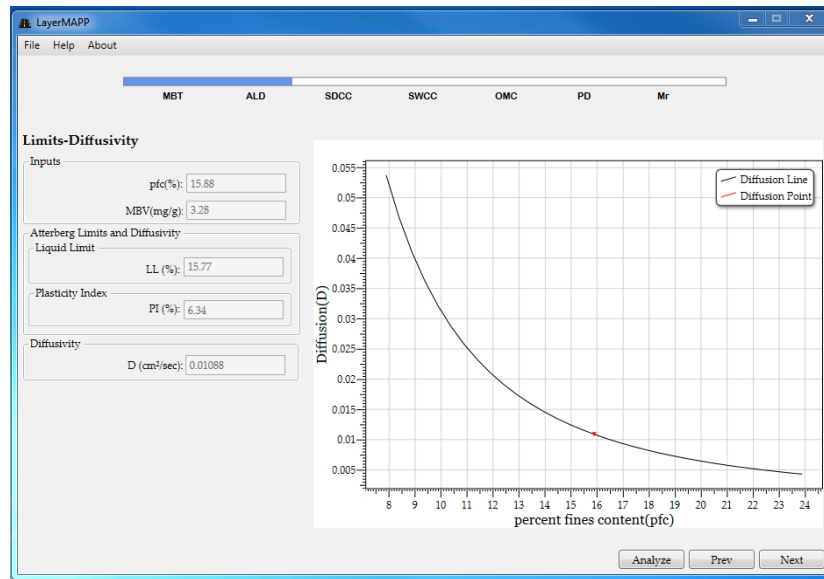 LayerMAPP
File Help About
MBT ALD SDCC SWCC OMC PD Mr
Limits-Diffusivity
Inputs
pfc(%): 15.88
MBV(mg/g): 3.28
Atterberg Limits and Diffusivity
Liquid Limit
LL (%): 15.77
Plasticity Index
PI (%): 6.34
Diffusivity
D (cm²/sec): 0.01088
Diffusion(D)
0.055
0.05
0.045
0.04
0.035
0.03
0.025
0.02
0.015
0.01
0.005
Diffusion Line
Diffusion Point
8 9 10 11 12 13 14 15 16 17 18 19 20 21 22 23 24
percent fines content(pfc)
Analyze Prev Next